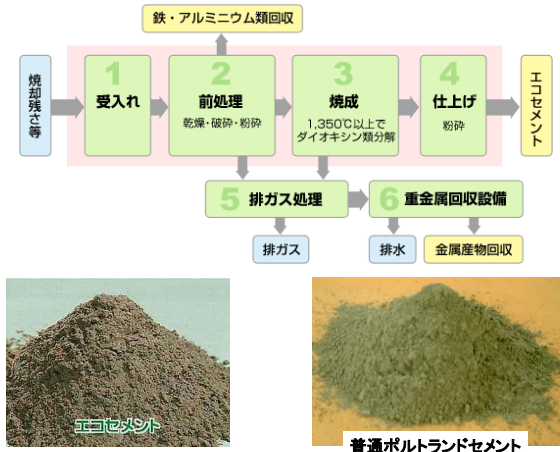 鉄・アルミニウム類回収
焼却残さ等
1
受入れ
2
前処理
乾燥・破砕・粉砕
3
焼成
1,350℃以上で
ダイオキシン類分解
4
仕上げ
粉砕
エコセメント
5 排ガス処理
6 重金属回収設備
排ガス
排水
金属産物回収
エコセメント
普通ポルトランドセメント